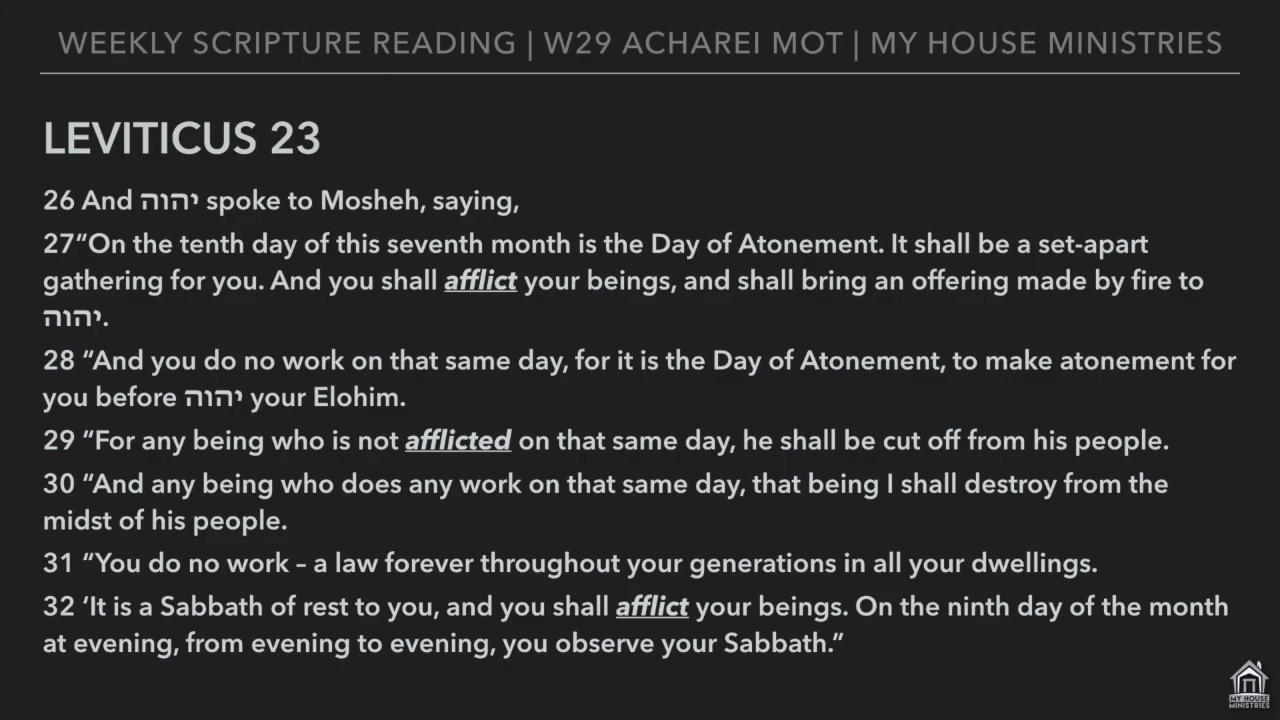 WEEKLY SCRIPTURE READING | W29 ACHAREI MOT | MY HOUSE MINISTRIES
LEVITICUS 23
26 And יהוה spoke to Mosheh, saying,
27“On the tenth day of this seventh month is the Day of Atonement. It shall be a set-apart
gathering for you. And you shall afflict your beings, and shall bring an offering made by fire to
יהוה.
28 “And you do no work on that same day, for it is the Day of Atonement, to make atonement for
you before יהוה your Elohim.
29 “For any being who is not afflicted on that same day, he shall be cut off from his people.
30 “And any being who does any work on that same day, that being I shall destroy from the
midst of his people.
31 “You do no work – a law forever throughout your generations in all your dwellings.
32 ‘It is a Sabbath of rest to you, and you shall afflict your beings. On the ninth day of the month
at evening, from evening to evening, you observe your Sabbath.”
MY HOUSE
MINISTRIES